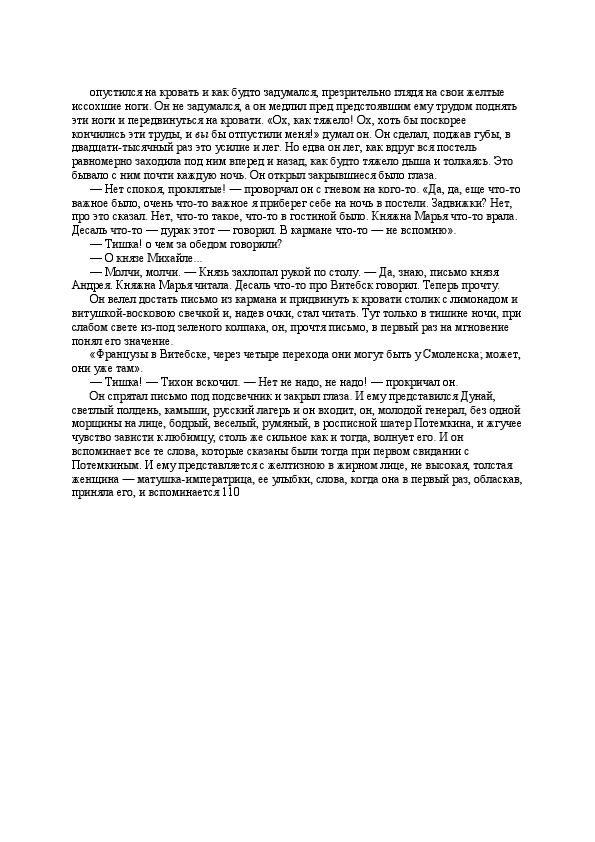 опустился на кровать и как будто задумался, презрительно глядя на свои желтые
иссохшие ноги. Он не задумался, а он медлил пред предстоявшим ему трудом поднять
эти ноги и передвинуться на кровати. «Ох, как тяжело! Ох, хоть бы поскорее
кончились эти труды, и вы бы отпустили меня!» думал он. Он сделал, поджав губы, в
двадцати-тысячный раз это усилие и лег. Но едва он лег, как вдруг вся постель
равномерно заходила под ним вперед и назад, как будто тяжело дыша и толкаясь. Это
бывало с ним почти каждую ночь. Он открыл закрывшиеся было глаза.
— Нет спокоя, проклятые! — проворчал он с гневом на кого-то. «Да, да, еще что-то
важное было, очень что-то важное я приберег себе на ночь в постели. Задвижки? Нет,
про это сказал. Нет, что-то такое, что-то в гостиной было. Княжна Марья что-то врала.
Десаль что-то — дурак этот — говорил. В кармане что-то — не вспомню».
— Тишка! о чем за обедом говорили?
— О князе Михайле...
— Молчи, молчи. — Князь захлопал рукой по столу. — Да, знаю, письмо князя
Андрея. Княжна Марья читала. Десаль что-то про Витебск говорил. Теперь прочту.
Он велел достать письмо из кармана и придвинуть к кровати столик с лимонадом и
витушкой-восковою свечкой и, надев очки, стал читать. Тут только в тишине ночи, при
слабом свете из-под зеленого колпака, он, прочтя письмо, в первый раз на мгновение
понял его значение.
«Французы в Витебске, через четыре перехода они могут быть у Смоленска; может,
они уже там».
— Тишка! — Тихон вскочил. — Нет не надо, не надо! — прокричал он.
Он спрятал письмо под подсвечник и закрыл глаза. И ему представился Дунай,
светлый полдень, камыши, русский лагерь и он входит, он, молодой генерал, без одной
морщины на лице, бодрый, веселый, румяный, в росписной шатер Потемкина, и жгучее
чувство зависти к любимцу, столь же сильное как и тогда, волнует его. И он
вспоминает все те слова, которые сказаны были тогда при первом свидании с
Потемкиным. И ему представляется с желтизною в жирном лице, не высокая, толстая
женщина — матушка-императрица, ее улыбки, слова, когда она в первый раз, обласкав,
приняла его, и вспоминается 110